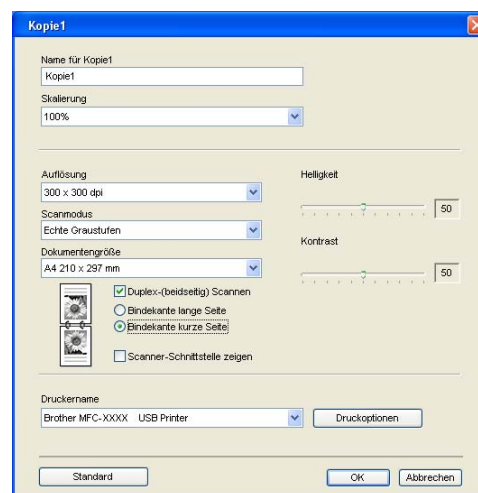 Kopie1
Name für Kopie1
Kopie1
Skalierung
100%
Auflösung
300 x 300 dpi
Scanmodus
Echte Graustufen
Dokumentengröße
A4 210 x 297 mm
Duplex-(beidseitig) Scannen
Bindekante lange Seite
Bindekante kurze Seite
Scanner-Schnittstelle zeigen
Helligkeit
50
Kontrast
50
Druckername
Brother MFC-XXXX USB Printer
Druckoptionen
Standard
OK
Abbrechen